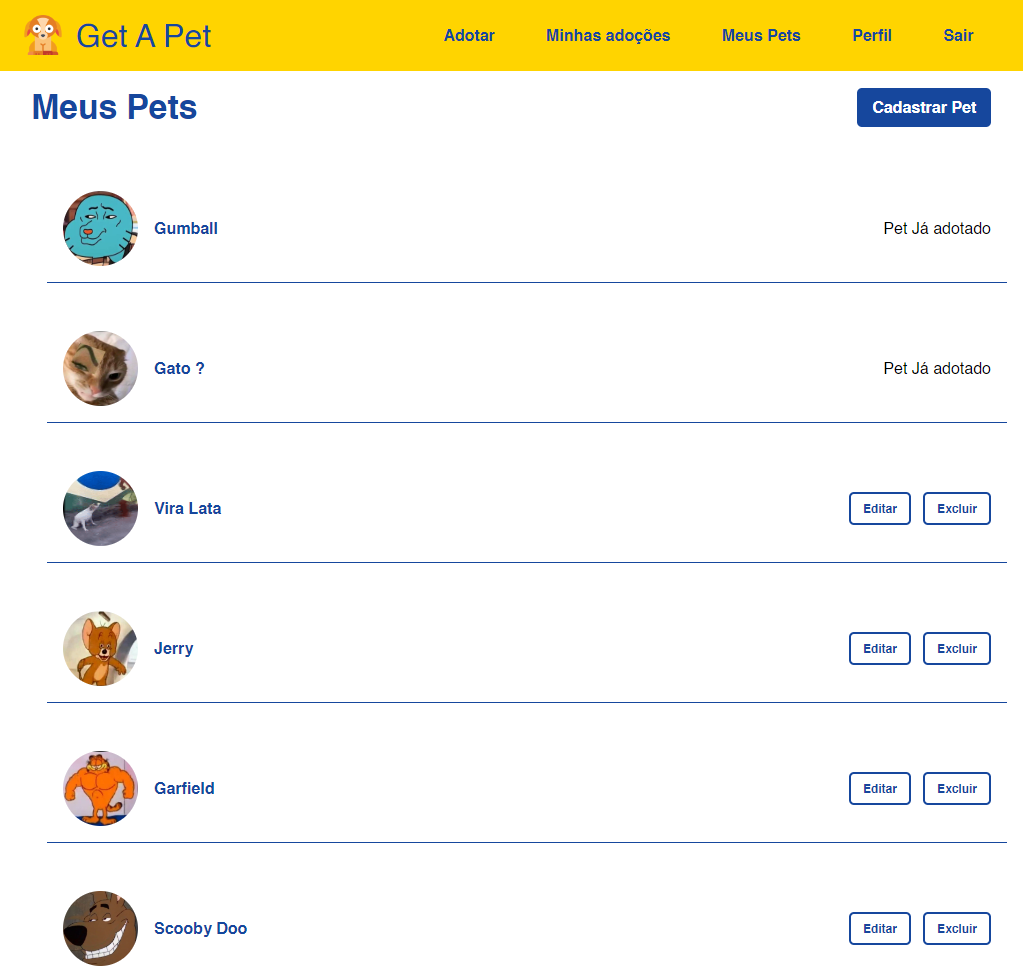 Get A Pet
Adotar Minhas adoções Meus Pets Perfil Sair
Meus Pets
Cadastrar Pet
Gumball
Pet Já adotado
Gato ?
Pet Já adotado
Vira Lata
Editar Excluir
Jerry
Editar Excluir
Garfield
Editar Excluir
Scooby Doo
Editar Excluir